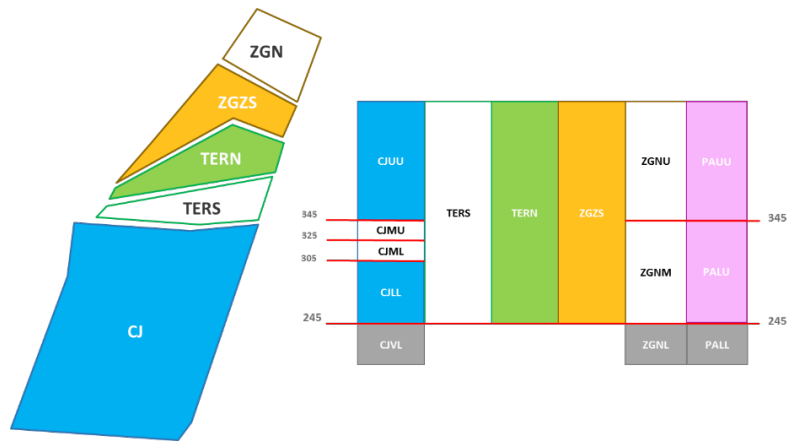 ZGN
ZGZS
TERN
TERS
CJ
CJUU
TERS
TERN
ZGZS
ZGNU
PAUU
345
345
325
CJMU
305
CJML
CJLL
ZGNM
PALU
245
245
CJVL
ZGNL
PALL